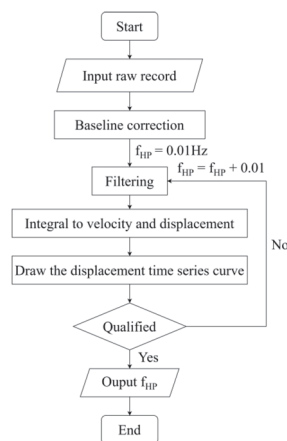 Start
Input raw record
Baseline correction
f_HP = 0.01Hz
f_HP = f_HP + 0.01
Filtering
Integral to velocity and displacement
No
Draw the displacement time series curve
Qualified
Yes
Ouput f_HP
End